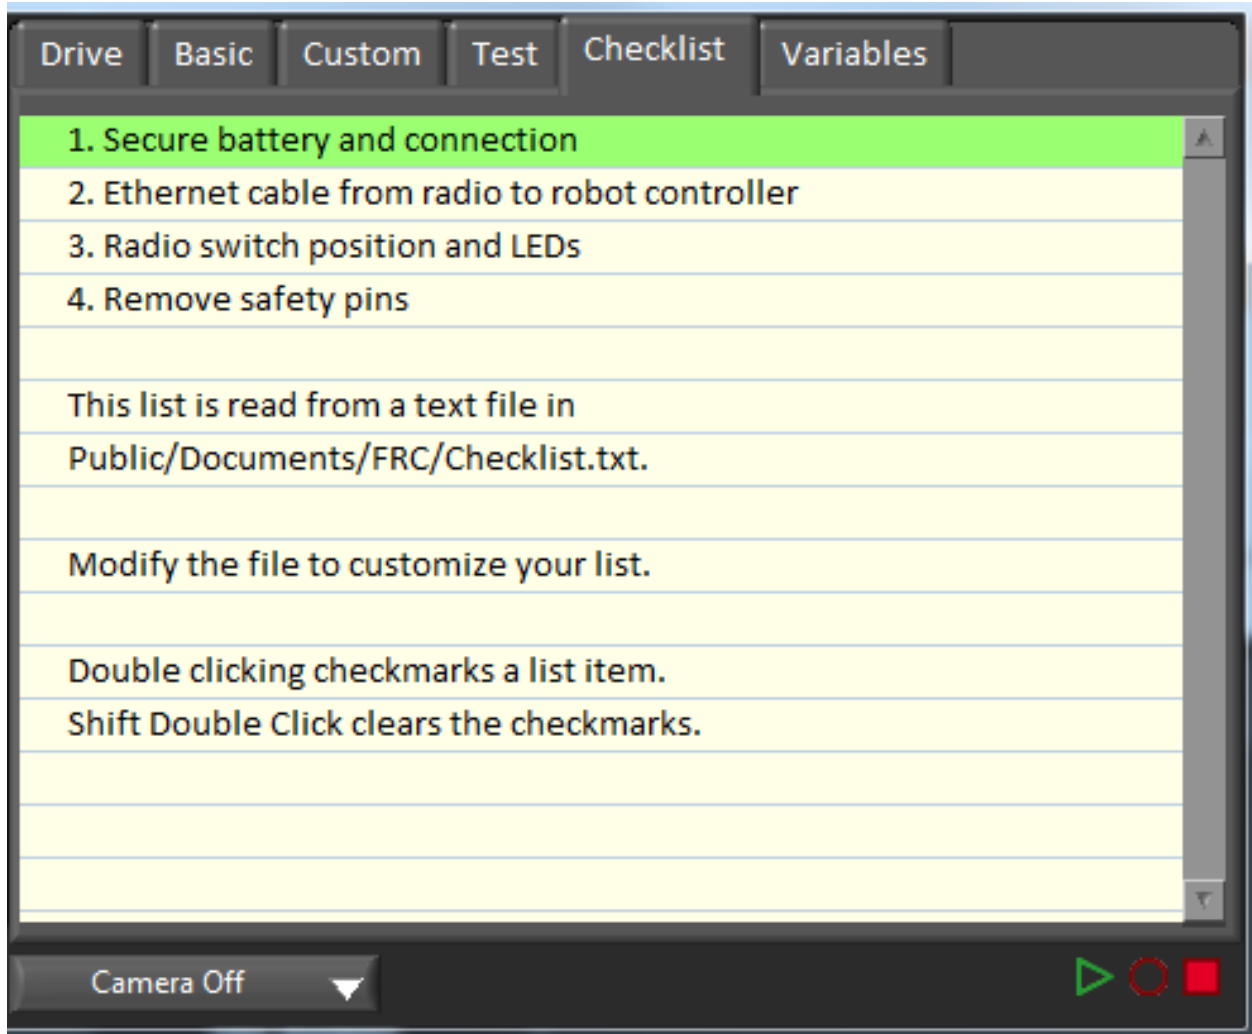 Drive Basic Custom Test Checklist Variables
1. Secure battery and connection
2. Ethernet cable from radio to robot controller
3. Radio switch position and LEDs
4. Remove safety pins
This list is read from a text file in
Public/Documents/FRC/Checklist.txt.
Modify the file to customize your list.
Double clicking checkmarks a list item.
Shift Double Click clears the checkmarks.
Camera Off